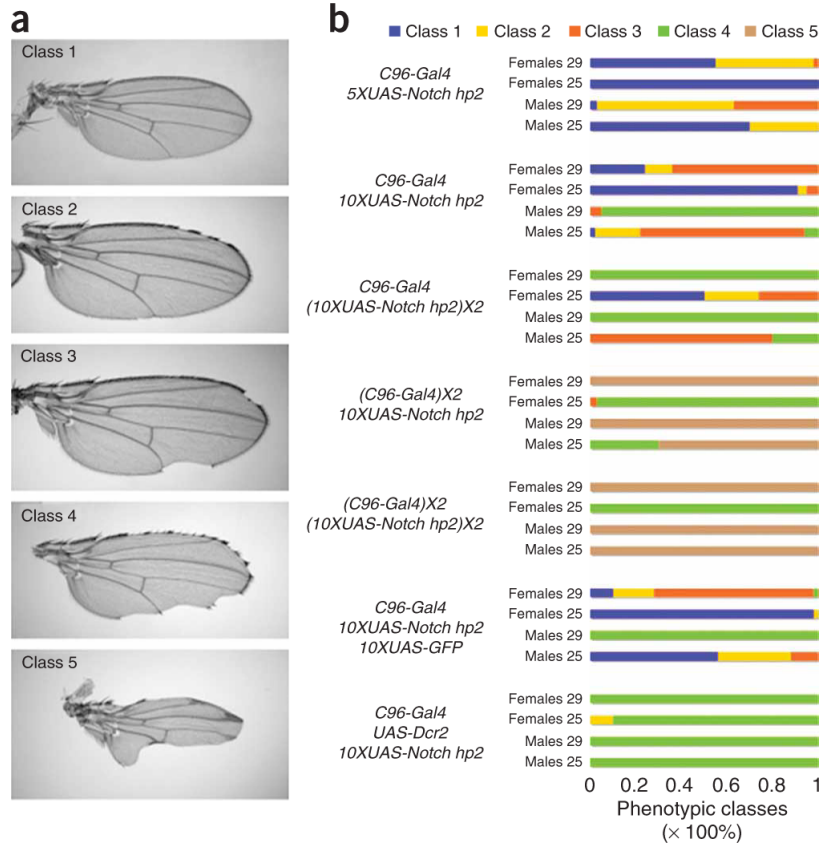 a
Class 1
Class 2
Class 3
Class 4
Class 5
b
Class 1 Class 2 Class 3 Class 4 Class 5
C96-Gal4
5XUAS-Notch hp2
Females 29
Females 25
Males 29
Males 25
C96-Gal4
10XUAS-Notch hp2
Females 29
Females 25
Males 29
Males 25
C96-Gal4
(10XUAS-Notch hp2)X2
Females 29
Females 25
Males 29
Males 25
(C96-Gal4)X2
10XUAS-Notch hp2
Females 29
Females 25
Males 29
Males 25
(C96-Gal4)X2
(10XUAS-Notch hp2)X2
Females 29
Females 25
Males 29
Males 25
C96-Gal4
10XUAS-Notch hp2
10XUAS-GFP
Females 29
Females 25
Males 29
Males 25
C96-Gal4
UAS-Dcr2
10XUAS-Notch hp2
Females 29
Females 25
Males 29
Males 25
0 0.2 0.4 0.6 0.8 1
Phenotypic classes
(× 100%)